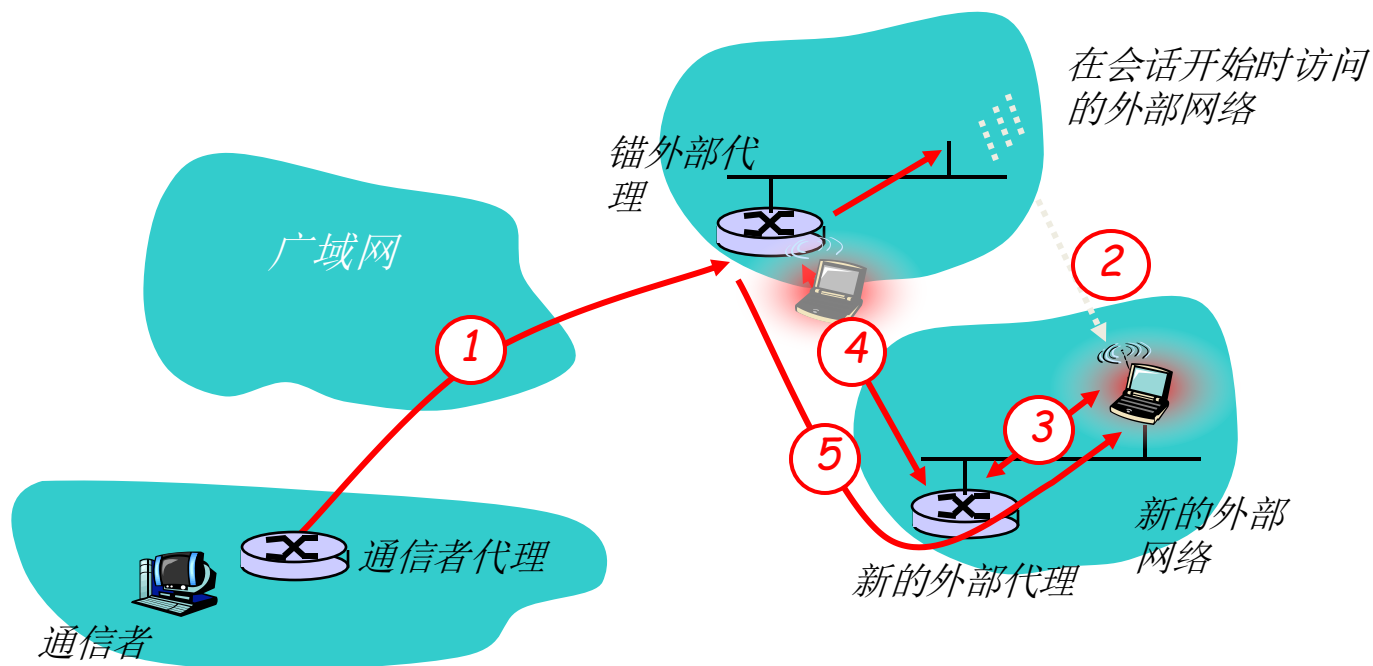 在会话开始时访问
的外部网络
锚外部代
理
广域网
2
1
4
3
5
新的外部
网络
通信者代理
新的外部代理
通信者